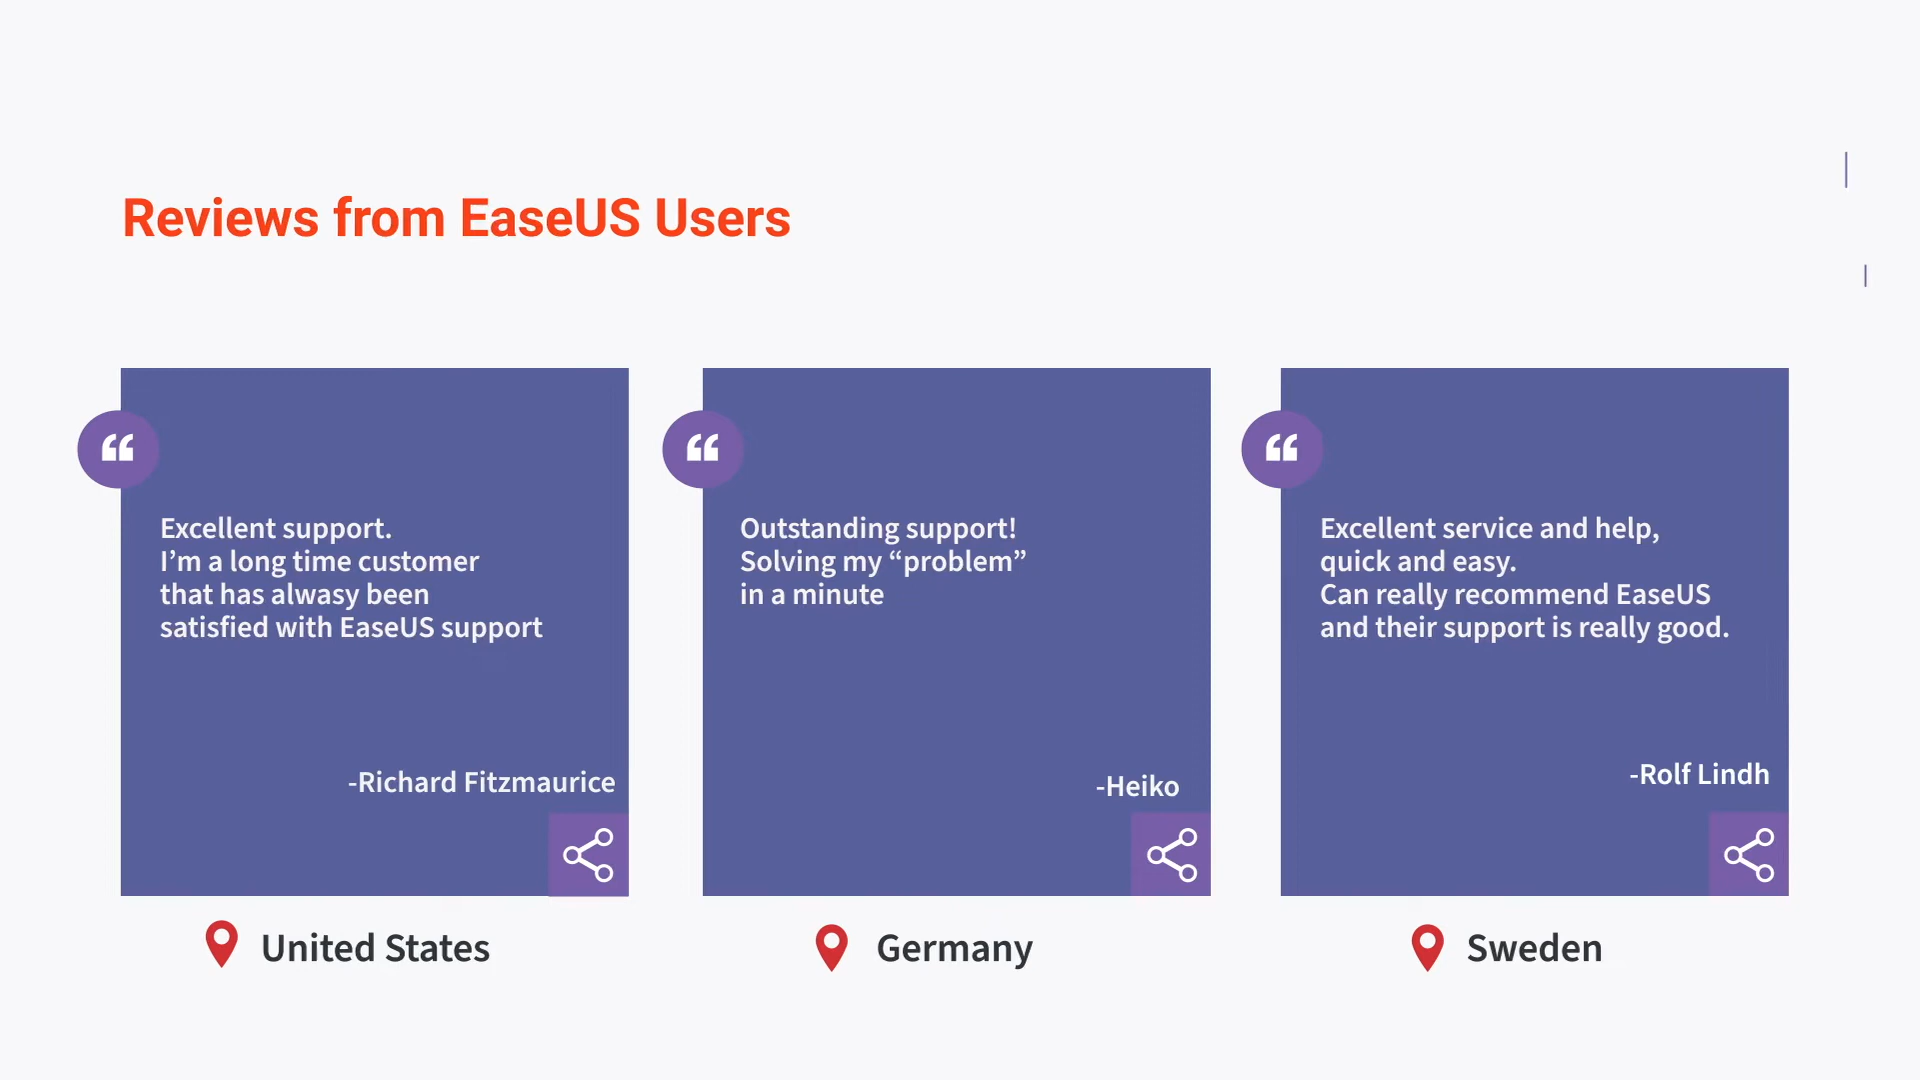 Reviews from EaseUS Users
Excellent support.
I’m a long time customer
that has alwasy been
satisfied with EaseUS support
-Richard Fitzmaurice
United States
Outstanding support!
Solving my “problem”
in a minute
-Heiko
Germany
Excellent service and help,
quick and easy.
Can really recommend EaseUS
and their support is really good.
-Rolf Lindh
Sweden